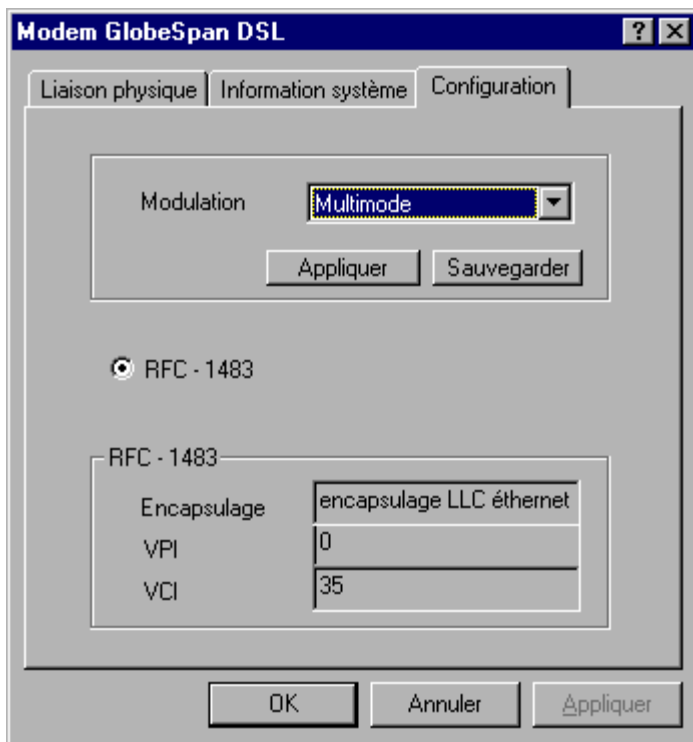 Modem GlobeSpan DSL
Liaison physique Information système Configuration
Modulation Multimode
Appliquer Sauvegarder
RFC - 1483
RFC - 1483
Encapsulage encapsulage LLC éthernet
VPI 0
VCI 35
OK Annuler Appliquer